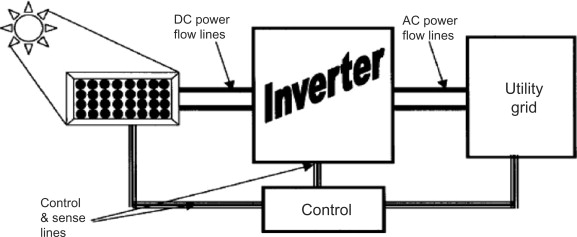 DC power
flow lines
AC power
flow lines
Inverter
Utility
grid
Control
& sense
lines
Control